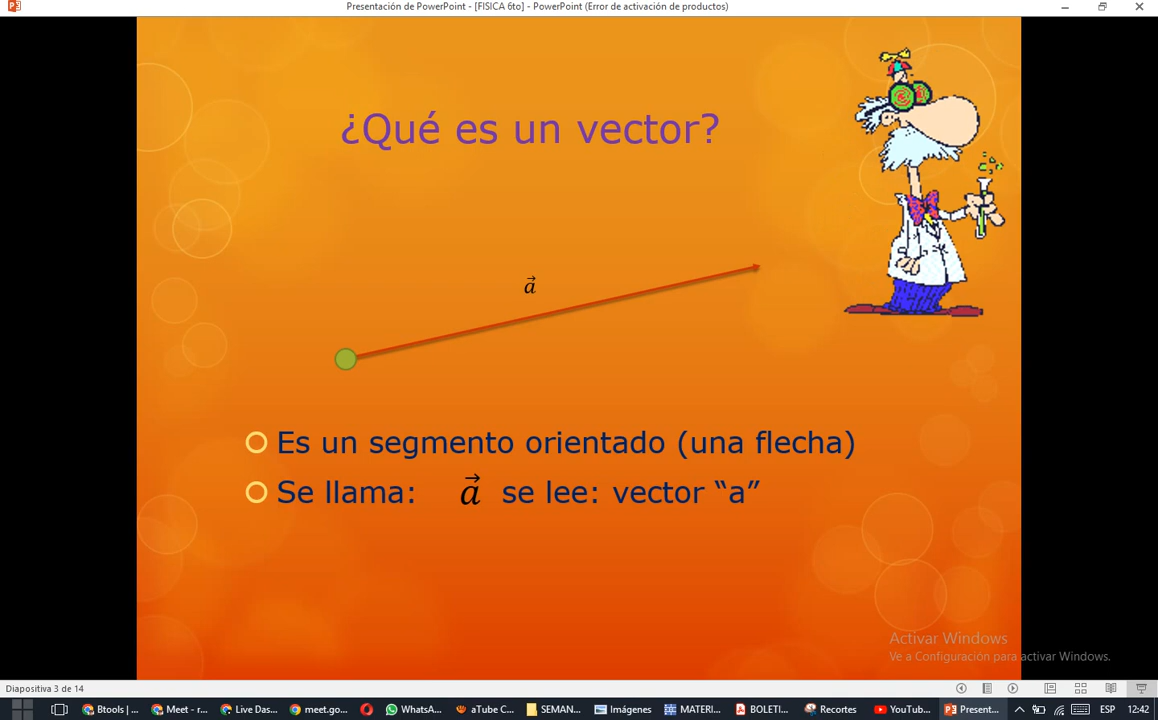 Presentación de PowerPoint - [FISICA 6to] - PowerPoint (Error de activación de productos)
¿Qué es un vector?
a⃗
Es un segmento orientado (una flecha)
Se llama: a⃗ se lee: vector “a”
Activar Windows
Ve a Configuración para activar Windows.
Diapositiva 3 de 14
Btools | ... Meet - r... Live Das... meet.go... WhatsA... aTube C... SEMAN... Imágenes MATERI... BOLETI... Recortes YouTub... Present... ESP 12:42